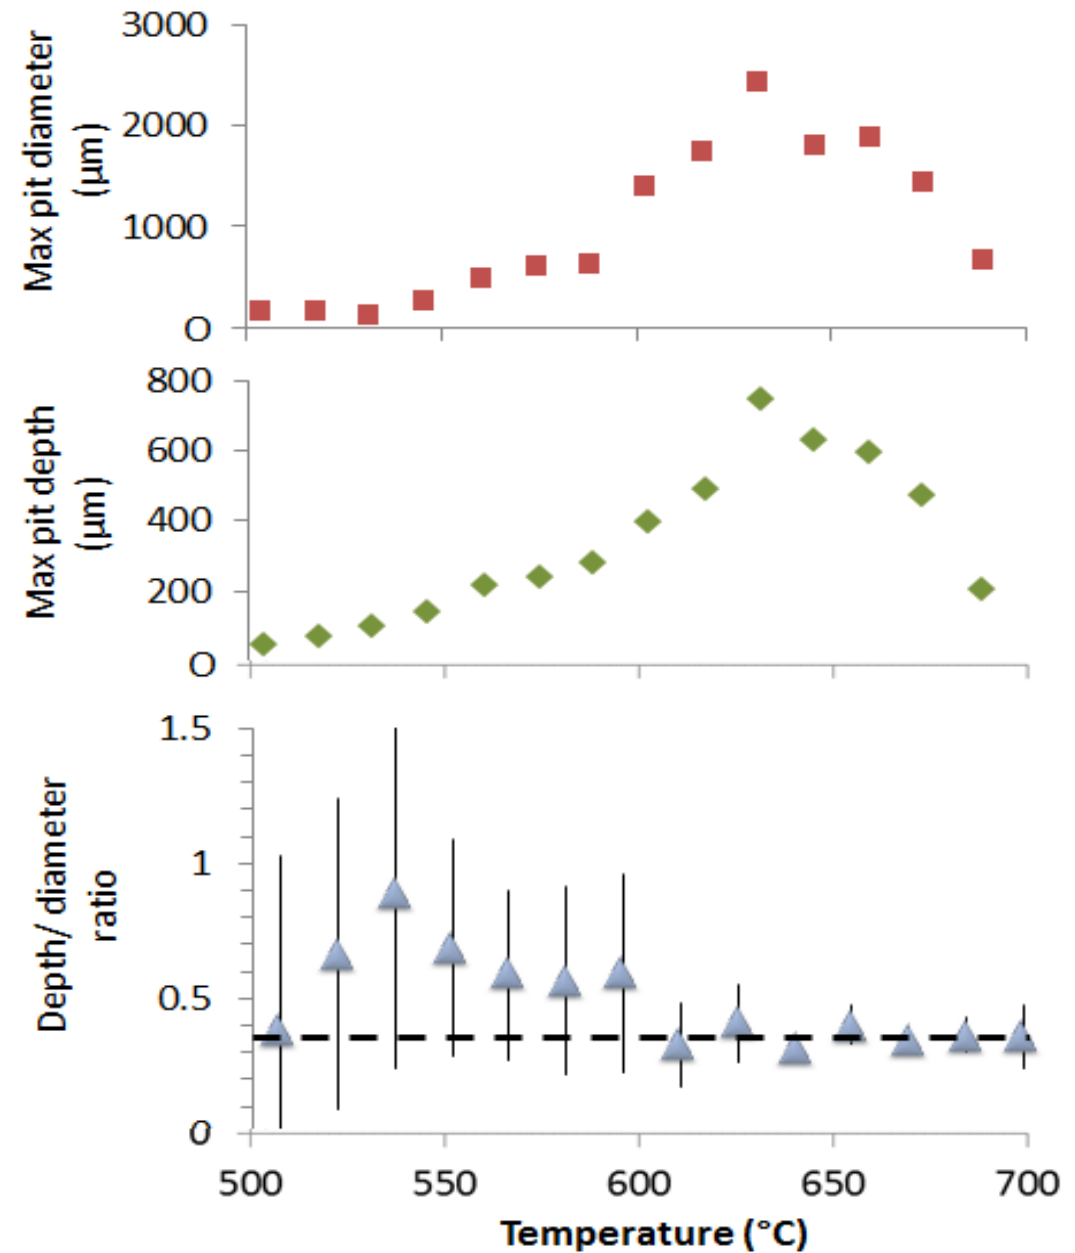 Max pit diameter
(μm)
3000
2000
1000
0
Max pit depth
(μm)
800
600
400
200
0
Depth/ diameter
ratio
1.5
1
0.5
0
500 550 600 650 700
Temperature (°C)